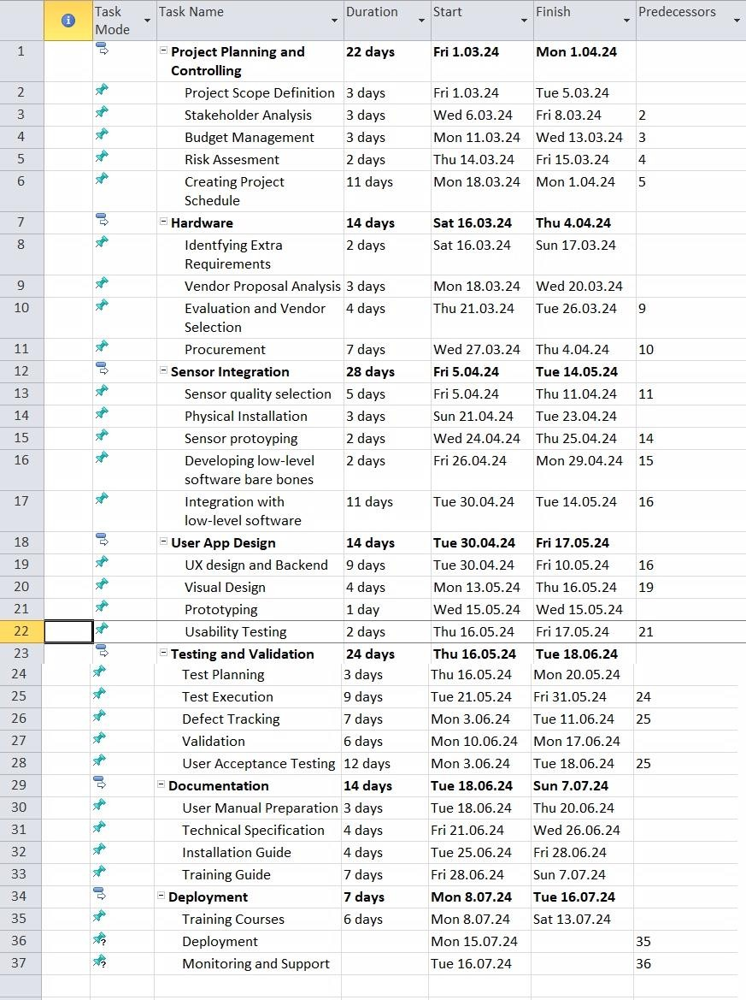 Task Mode Task Name Duration Start Finish Predecessors
1 Project Planning and Controlling 22 days Fri 1.03.24 Mon 1.04.24
2 Project Scope Definition 3 days Fri 1.03.24 Tue 5.03.24
3 Stakeholder Analysis 3 days Wed 6.03.24 Fri 8.03.24 2
4 Budget Management 3 days Mon 11.03.24 Wed 13.03.24 3
5 Risk Assesment 2 days Thu 14.03.24 Fri 15.03.24 4
6 Creating Project Schedule 11 days Mon 18.03.24 Mon 1.04.24 5
7 Hardware 14 days Sat 16.03.24 Thu 4.04.24
8 Identfying Extra Requirements 2 days Sat 16.03.24 Sun 17.03.24
9 Vendor Proposal Analysis 3 days Mon 18.03.24 Wed 20.03.24
10 Evaluation and Vendor Selection 4 days Thu 21.03.24 Tue 26.03.24 9
11 Procurement 7 days Wed 27.03.24 Thu 4.04.24 10
12 Sensor Integration 28 days Fri 5.04.24 Tue 14.05.24
13 Sensor quality selection 5 days Fri 5.04.24 Thu 11.04.24 11
14 Physical Installation 3 days Sun 21.04.24 Tue 23.04.24
15 Sensor protoyping 2 days Wed 24.04.24 Thu 25.04.24 14
16 Developing low-level software bare bones 2 days Fri 26.04.24 Mon 29.04.24 15
17 Integration with low-level software 11 days Tue 30.04.24 Tue 14.05.24 16
18 User App Design 14 days Tue 30.04.24 Fri 17.05.24
19 UX design and Backend 9 days Tue 30.04.24 Fri 10.05.24 16
20 Visual Design 4 days Mon 13.05.24 Thu 16.05.24 19
21 Prototyping 1 day Wed 15.05.24 Wed 15.05.24
22 Usability Testing 2 days Thu 16.05.24 Fri 17.05.24 21
23 Testing and Validation 24 days Thu 16.05.24 Tue 18.06.24
24 Test Planning 3 days Thu 16.05.24 Mon 20.05.24
25 Test Execution 9 days Tue 21.05.24 Fri 31.05.24 24
26 Defect Tracking 7 days Mon 3.06.24 Tue 11.06.24 25
27 Validation 6 days Mon 10.06.24 Mon 17.06.24
28 User Acceptance Testing 12 days Mon 3.06.24 Tue 18.06.24 25
29 Documentation 14 days Tue 18.06.24 Sun 7.07.24
30 User Manual Preparation 3 days Tue 18.06.24 Thu 20.06.24
31 Technical Specification 4 days Fri 21.06.24 Wed 26.06.24
32 Installation Guide 4 days Tue 25.06.24 Fri 28.06.24
33 Training Guide 7 days Fri 28.06.24 Sun 7.07.24
34 Deployment 7 days Mon 8.07.24 Tue 16.07.24
35 Training Courses 6 days Mon 8.07.24 Sat 13.07.24
36 Deployment Mon 15.07.24 35
37 Monitoring and Support Tue 16.07.24 36